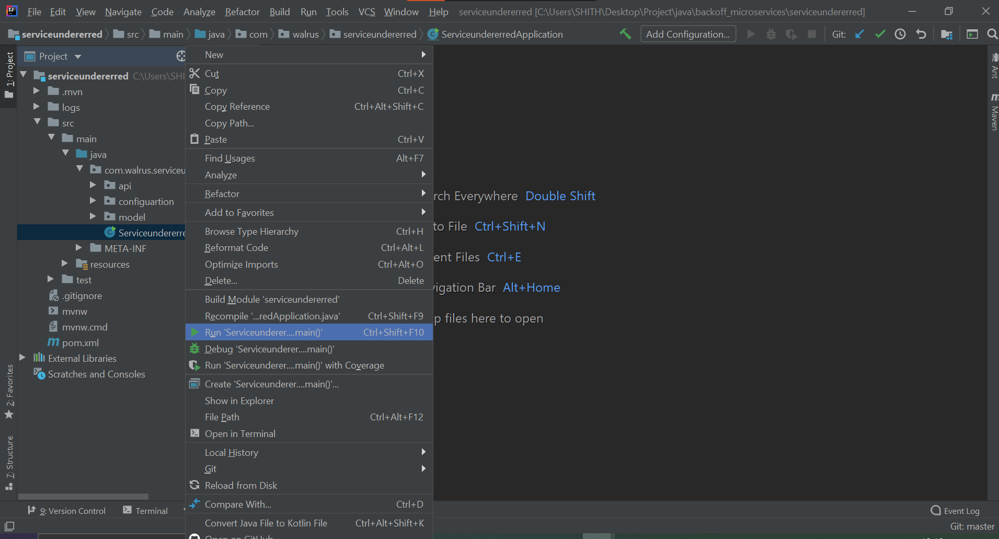 File Edit View Navigate Code Analyze Refactor Build Run Tools VCS Window Help serviceundererred [C:\Users\SHITH\Desktop\Project\java\backoff_microservices\serviceundererred]
serviceundererred src main java com walrus serviceundererred ServiceundererredApplication Add Configuration... Git:
1: Project
2: Favorites
7: Structure
Project
serviceundererred C:\Users\SHI
.mvn
logs
src
main
java
com.walrus.serviceu
api
configuartion
model
Serviceundererre
META-INF
resources
test
.gitignore
mvnw
mvnw.cmd
pom.xml
External Libraries
Scratches and Consoles
New
Cut Ctrl+X
Copy Ctrl+C
Copy Reference Ctrl+Alt+Shift+C
Copy Path...
Paste Ctrl+V
Find Usages Alt+F7
Analyze
Refactor
Add to Favorites
Browse Type Hierarchy Ctrl+H
Reformat Code Ctrl+Alt+L
Optimize Imports Ctrl+Alt+O
Delete... Delete
Build Module 'serviceundererred'
Recompile '...redApplication.java' Ctrl+Shift+F9
Run 'Serviceunderer....main()' Ctrl+Shift+F10
Debug 'Serviceunderer....main()'
Run 'Serviceunderer....main()' with Coverage
Create 'Serviceunderer....main()'...
Show in Explorer
File Path Ctrl+Alt+F12
Open in Terminal
Local History
Git
Reload from Disk
Compare With... Ctrl+D
Convert Java File to Kotlin File Ctrl+Alt+Shift+K
Open on GitHub
rch Everywhere Double Shift
to File Ctrl+Shift+N
ent Files Ctrl+E
vigation Bar Alt+Home
p files here to open
Ant
m Maven
9: Version Control Terminal
Event Log
Git: master